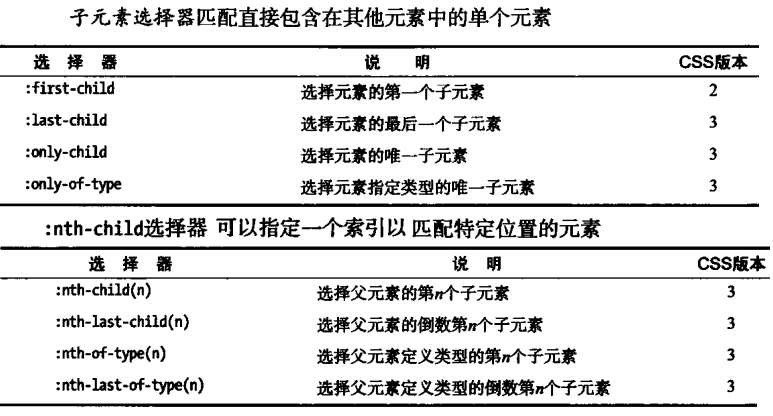 子元素选择器匹配直接包含在其他元素中的单个元素
选 择 器 说 明 CSS版本
:first-child 选择元素的第一个子元素 2
:last-child 选择元素的最后一个子元素 3
:only-child 选择元素的唯一子元素 3
:only-of-type 选择元素指定类型的唯一子元素 3
:nth-child选择器 可以指定一个索引以 匹配特定位置的元素
选 择 器 说 明 CSS版本
:nth-child(n) 选择父元素的第n个子元素 3
:nth-last-child(n) 选择父元素的倒数第n个子元素 3
:nth-of-type(n) 选择父元素定义类型的第n个子元素 3
:nth-last-of-type(n) 选择父元素定义类型的倒数第n个子元素 3